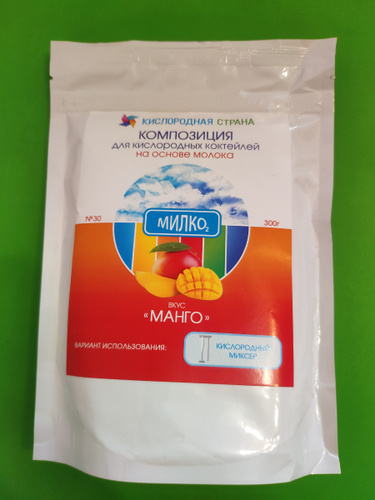 КИСЛОРОДНАЯ СТРАНА
КОМПОЗИЦИЯ
для кислородных коктейлей
на основе молока
№30
МИЛКО2
300г
ВКУС
«МАНГО»
ВАРИАНТ ИСПОЛЬЗОВАНИЯ:
КИСЛОРОДНЫЙ
МИКСЕР